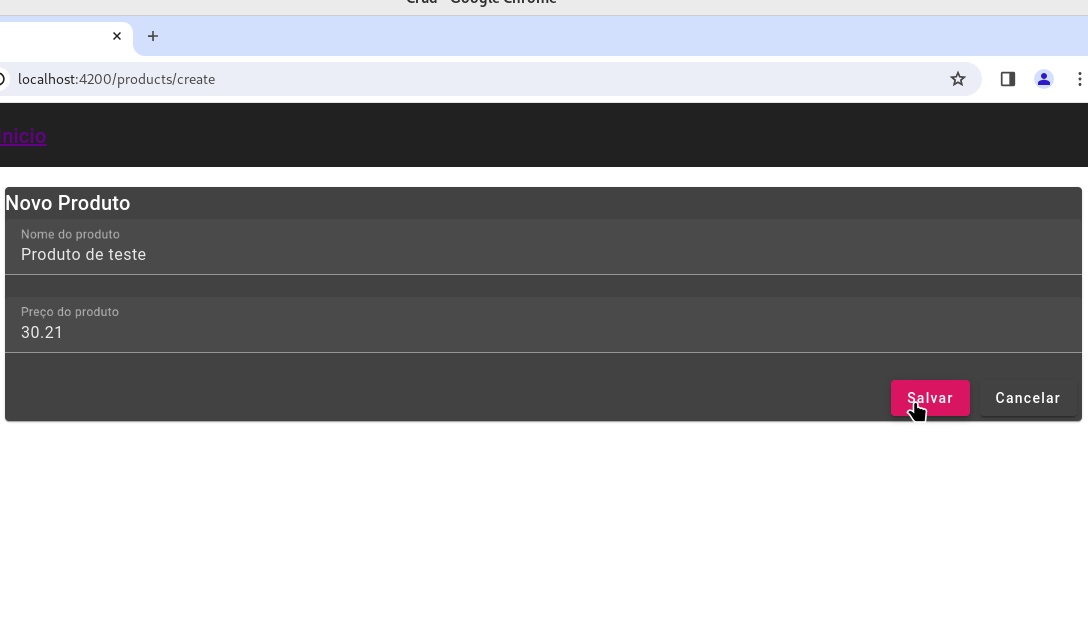 Crud - Google Chrome
localhost:4200/products/create
Inicio
Novo Produto
Nome do produto
Produto de teste
Preço do produto
30.21
Salvar
Cancelar